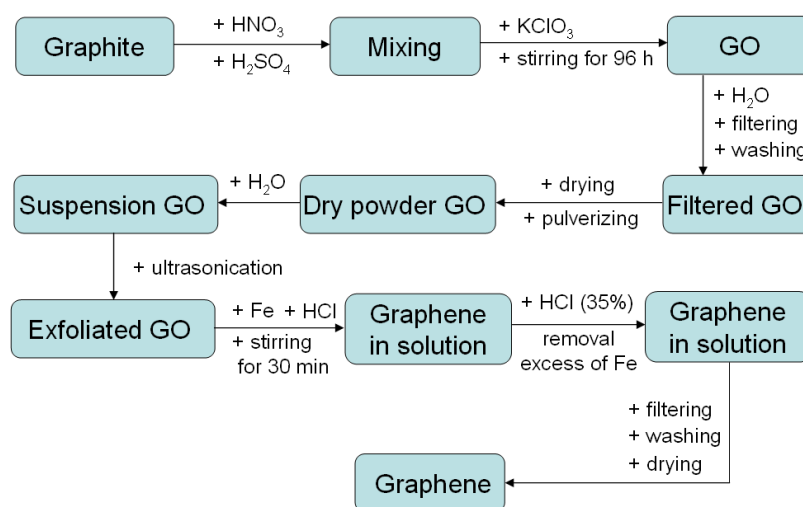 Graphite
+ HNO₃
+ H₂SO₄
Mixing
+ KClO₃
+ stirring for 96 h
GO
+ H₂O
+ filtering
+ washing
Filtered GO
+ drying
+ pulverizing
Dry powder GO
+ H₂O
Suspension GO
+ ultrasonication
Exfoliated GO
+ Fe + HCl
+ stirring
for 30 min
Graphene
in solution
+ HCl (35%)
removal
excess of Fe
Graphene
in solution
+ filtering
+ washing
+ drying
Graphene